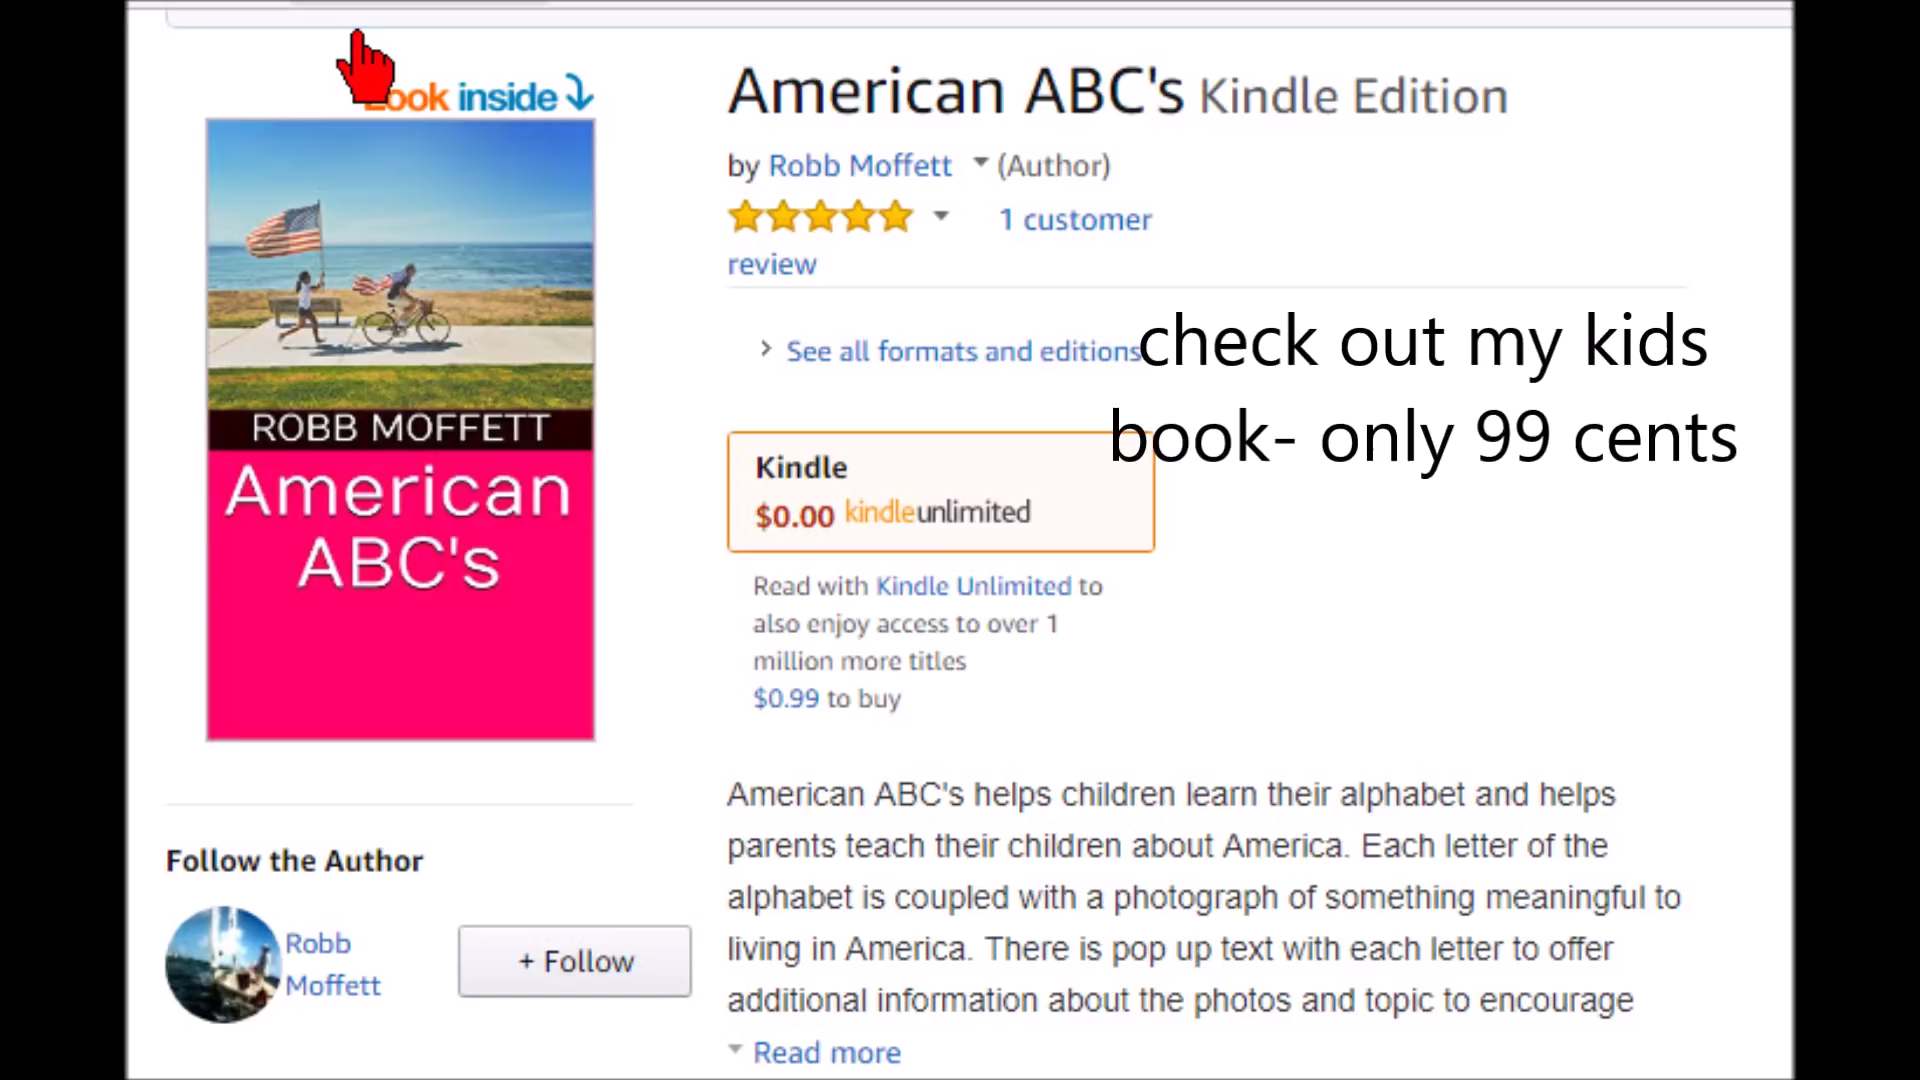 Look inside
ROBB MOFFETT
American
ABC's
Follow the Author
Robb
Moffett
+ Follow
American ABC's Kindle Edition
by Robb Moffett (Author)
1 customer
review
See all formats and editions
check out my kids
book- only 99 cents
Kindle
$0.00 kindleunlimited
Read with Kindle Unlimited to
also enjoy access to over 1
million more titles
$0.99 to buy
American ABC's helps children learn their alphabet and helps
parents teach their children about America. Each letter of the
alphabet is coupled with a photograph of something meaningful to
living in America. There is pop up text with each letter to offer
additional information about the photos and topic to encourage
Read more